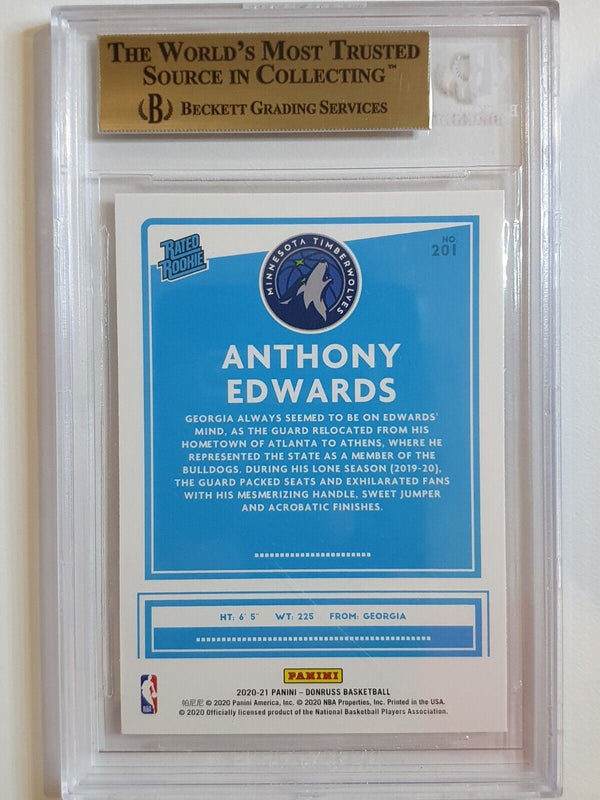 THE WORLD'S MOST TRUSTED
SOURCE IN COLLECTING™
B BECKETT GRADING SERVICES
RATED
ROOKIE
MINNESOTA TIMBERWOLVES
NO.
201
ANTHONY
EDWARDS
GEORGIA ALWAYS SEEMED TO BE ON EDWARDS'
MIND, AS THE GUARD RELOCATED FROM HIS
HOMETOWN OF ATLANTA TO ATHENS, WHERE HE
REPRESENTED THE STATE AS A MEMBER OF THE
BULLDOGS. DURING HIS LONE SEASON (2019-20),
THE GUARD PACKED SEATS AND EXHILARATED FANS
WITH HIS MESMERIZING HANDLE, SWEET JUMPER
AND ACROBATIC FINISHES.
HT: 6' 5" WT: 225 FROM: GEORGIA
PANINI
NBA
2020-21 PANINI – DONRUSS BASKETBALL
帕尼尼 © 2020 Panini America, Inc. © 2020 NBA Properties, Inc. Printed in the USA.
© 2020 Officially licensed product of the National Basketball Players Association.